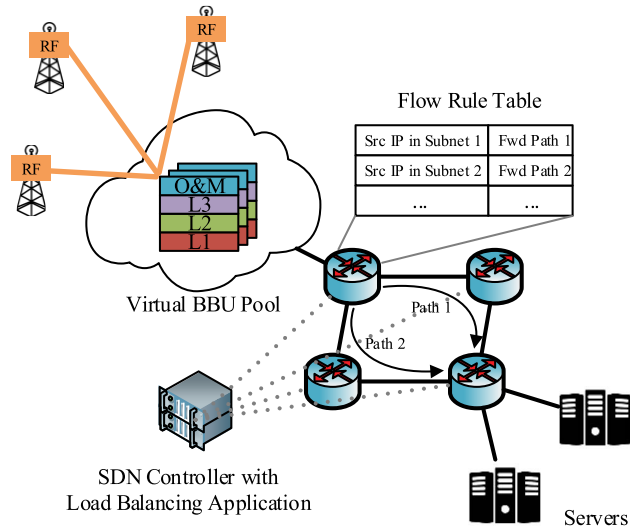 RF
RF
RF
Flow Rule Table
Src IP in Subnet 1 Fwd Path 1
Src IP in Subnet 2 Fwd Path 2
... ...
O&M
L3
L2
L1
Virtual BBU Pool
Path 1
Path 2
SDN Controller with
Load Balancing Application
Servers